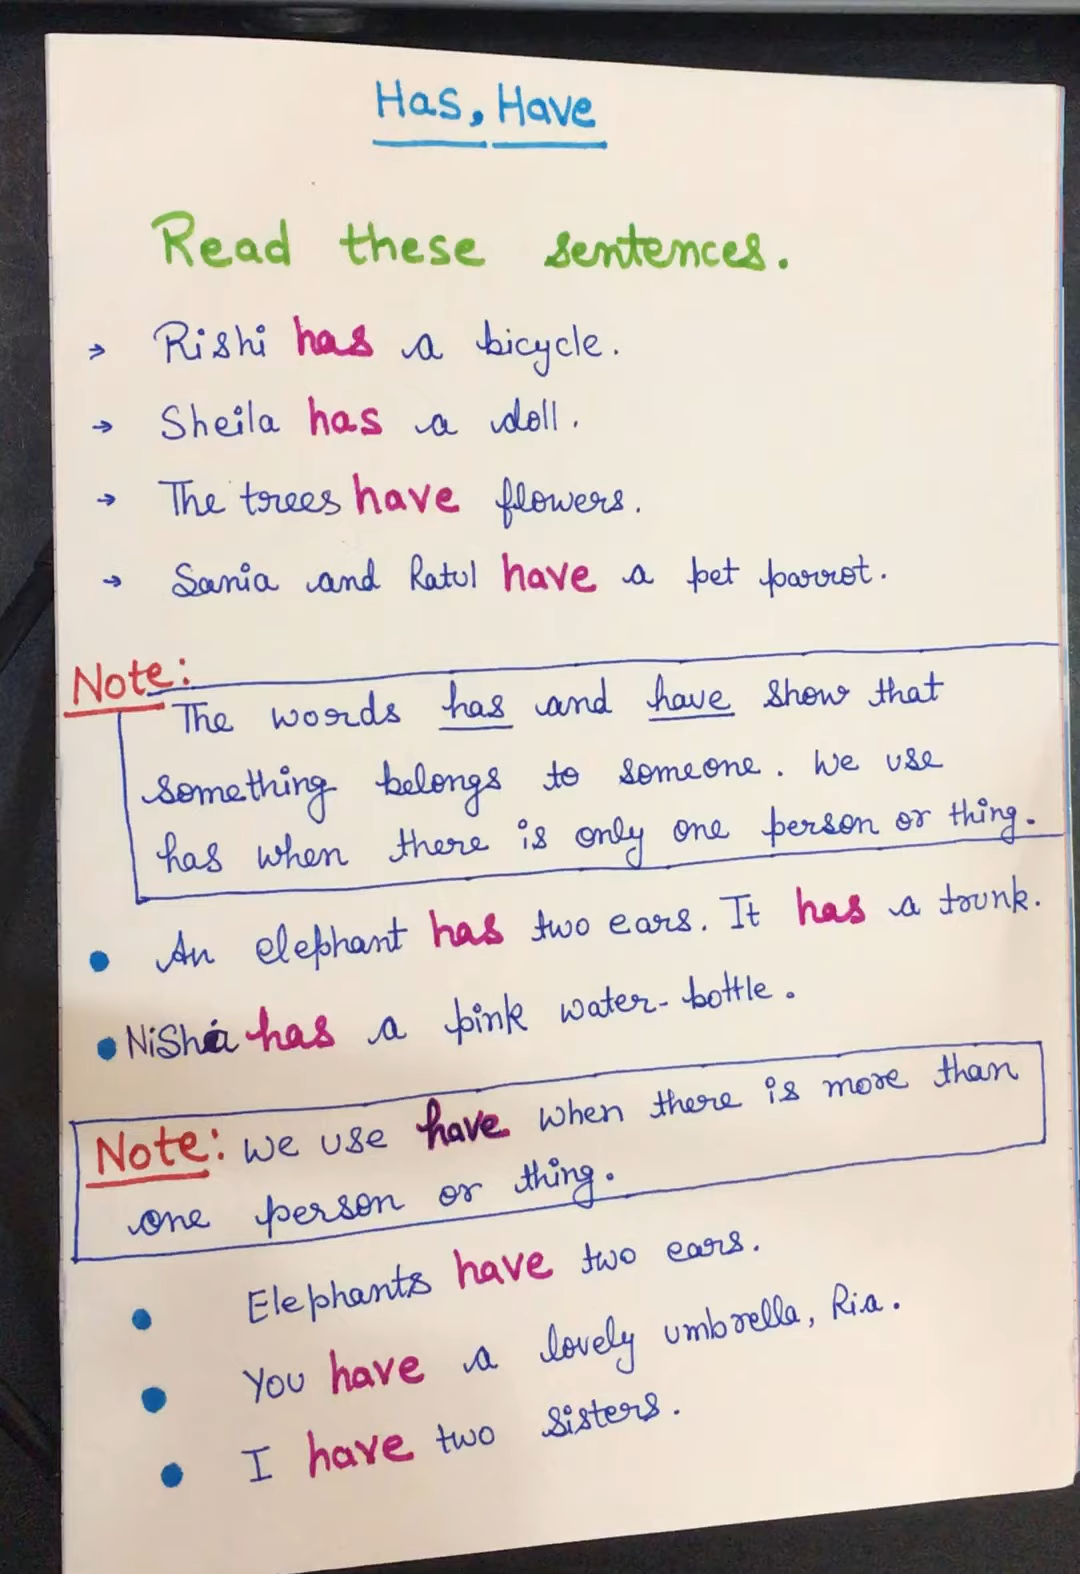 Has, Have
Read these sentences.
→ Rishi has a bicycle.
→ Sheila has a doll.
→ The trees have flowers.
→ Sania and Ratul have a pet parrot.
Note:
The words has and have show that
something belongs to someone. We use
has when there is only one person or thing.
• An elephant has two ears. It has a trunk.
• NiSha has a pink water-bottle.
Note: We use have when there is more than
one person or thing.
• Elephants have two ears.
• You have a lovely umbrella, Ria.
• I have two sisters.